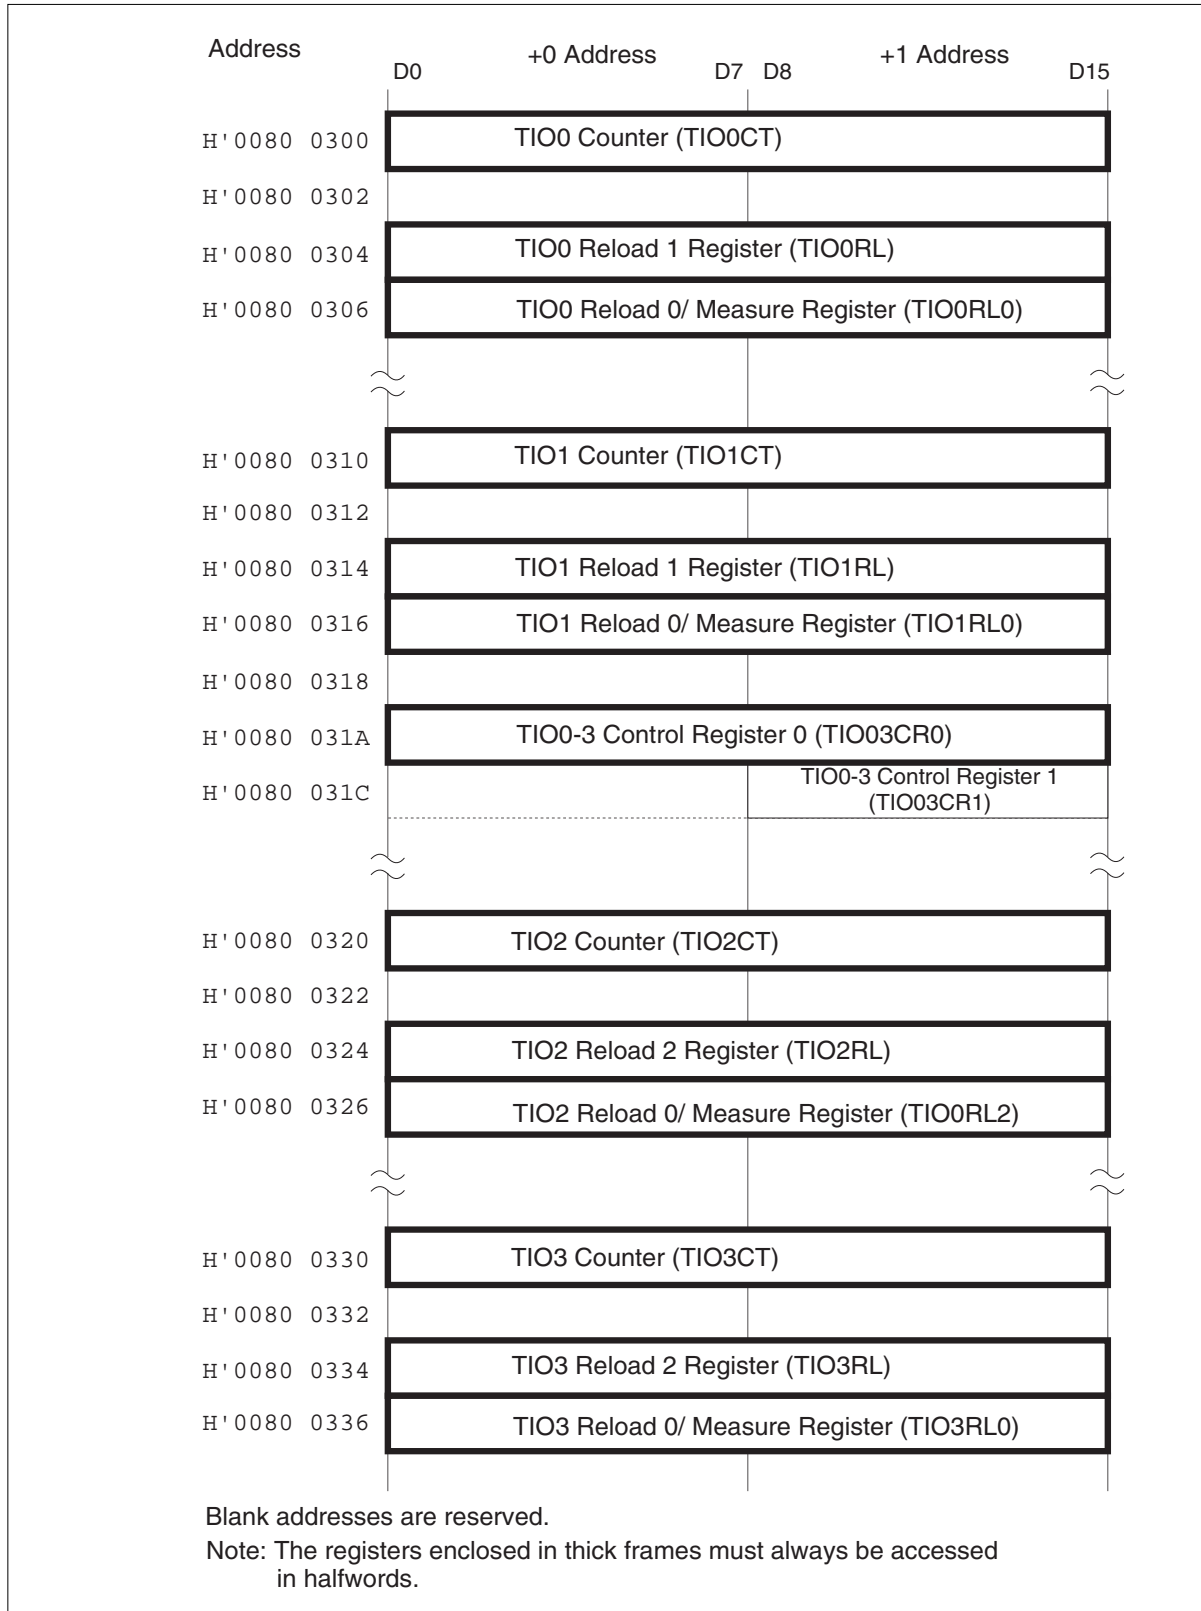 Address
+0 Address
+1 Address
D0
D7
D8
D15
H'0080 0300
TIO0 Counter (TIO0CT)
H'0080 0302
H'0080 0304
TIO0 Reload 1 Register (TIO0RL)
H'0080 0306
TIO0 Reload 0/ Measure Register (TIO0RL0)
H'0080 0310
TIO1 Counter (TIO1CT)
H'0080 0312
H'0080 0314
TIO1 Reload 1 Register (TIO1RL)
H'0080 0316
TIO1 Reload 0/ Measure Register (TIO1RL0)
H'0080 0318
H'0080 031A
TIO0-3 Control Register 0 (TIO03CR0)
H'0080 031C
TIO0-3 Control Register 1
(TIO03CR1)
H'0080 0320
TIO2 Counter (TIO2CT)
H'0080 0322
H'0080 0324
TIO2 Reload 2 Register (TIO2RL)
H'0080 0326
TIO2 Reload 0/ Measure Register (TIO0RL2)
H'0080 0330
TIO3 Counter (TIO3CT)
H'0080 0332
H'0080 0334
TIO3 Reload 2 Register (TIO3RL)
H'0080 0336
TIO3 Reload 0/ Measure Register (TIO3RL0)
Blank addresses are reserved.
Note: The registers enclosed in thick frames must always be accessed
in halfwords.